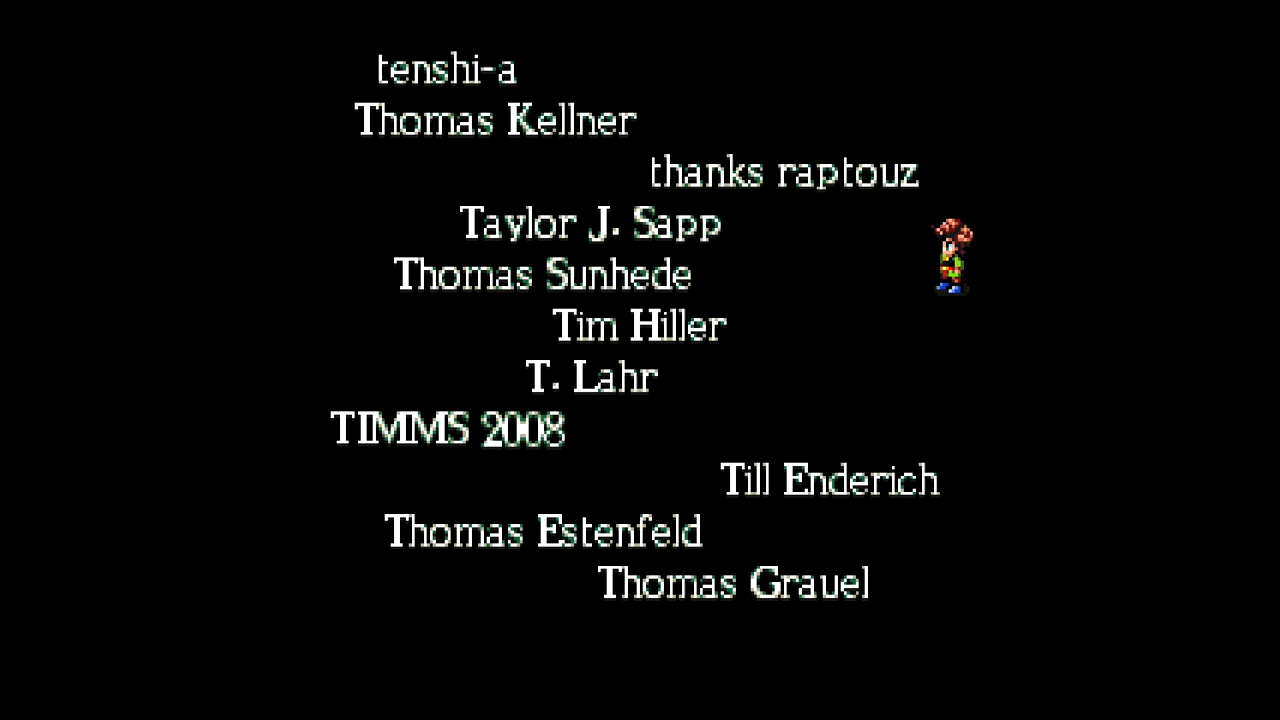 tenshi-a
Thomas Kellner
thanks raptouz
Taylor J. Sapp
Thomas Sunhede
Tim Hiller
T. Lahr
TIMMS 2008
Till Enderich
Thomas Estenfeld
Thomas Grauel